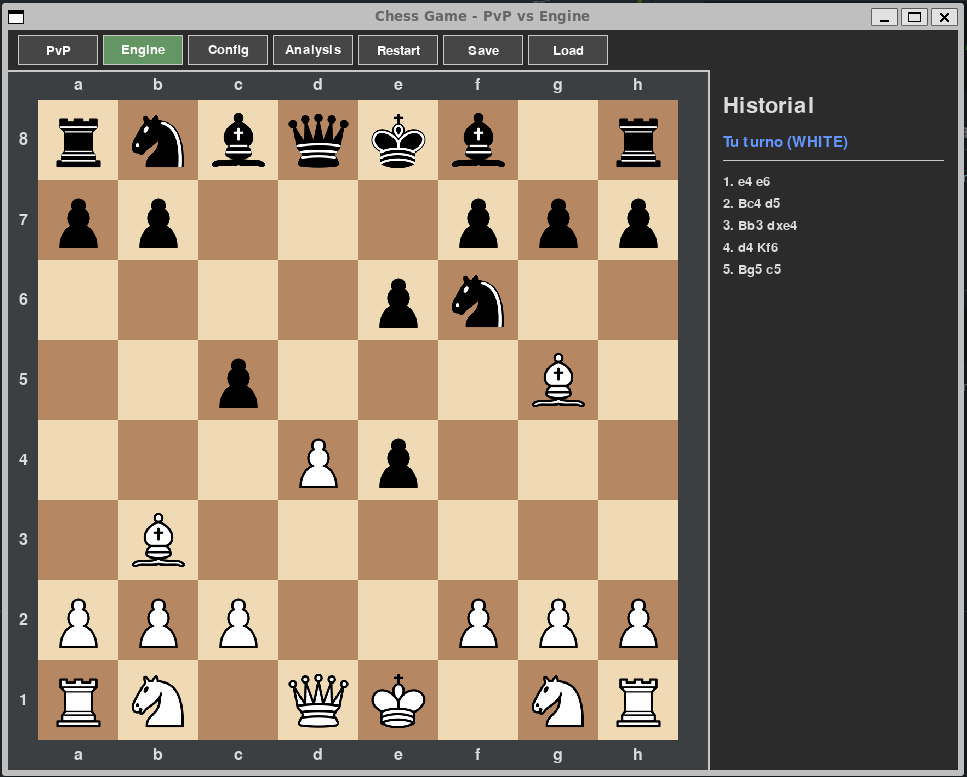 Chess Game - PvP vs Engine
PvP Engine Config Analysis Restart Save Load
a b c d e f g h
8
7
6
5
4
3
2
1
a b c d e f g h
Historial
Tu turno (WHITE)
1. e4 e6
2. Bc4 d5
3. Bb3 dxe4
4. d4 Kf6
5. Bg5 c5